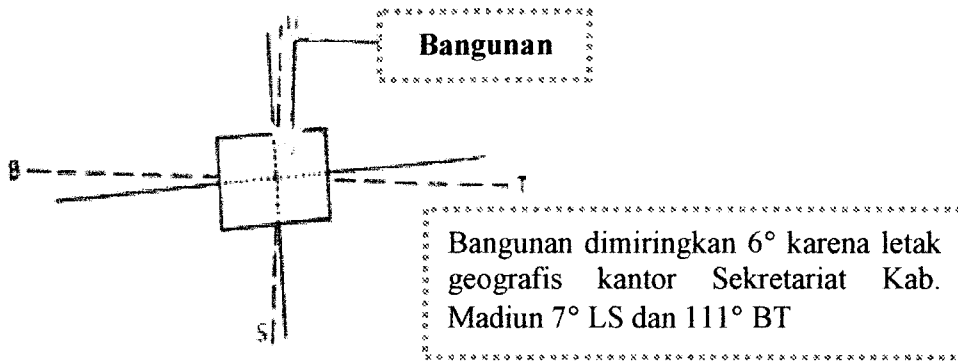 U
Bangunan
B
T
Bangunan dimiringkan 6° karena letak
geografis kantor Sekretariat Kab.
Madiun 7° LS dan 111° BT
S